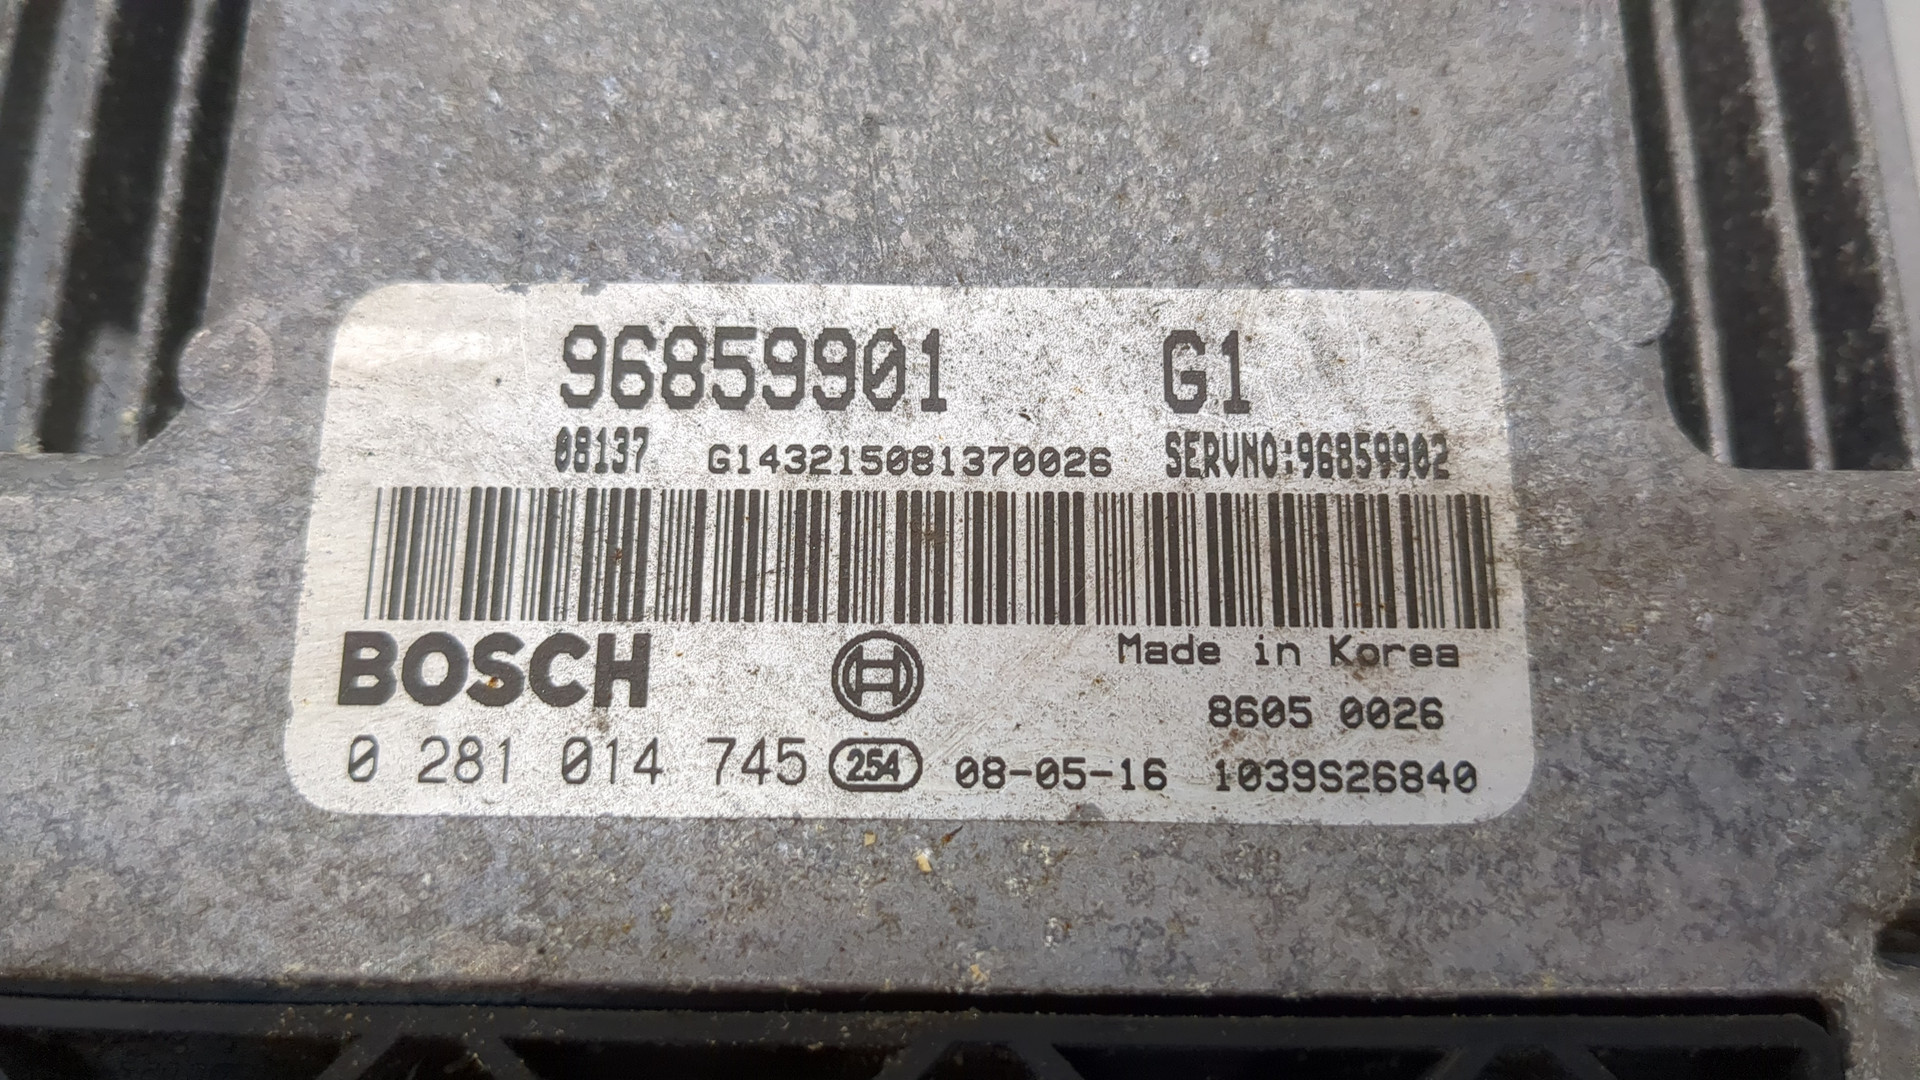 96859901 G1
08137 G143215081370026 SERVNO:96859902
BOSCH
Made in Korea
8605 0026
0 281 014 745 254 08-05-16 1039S26840